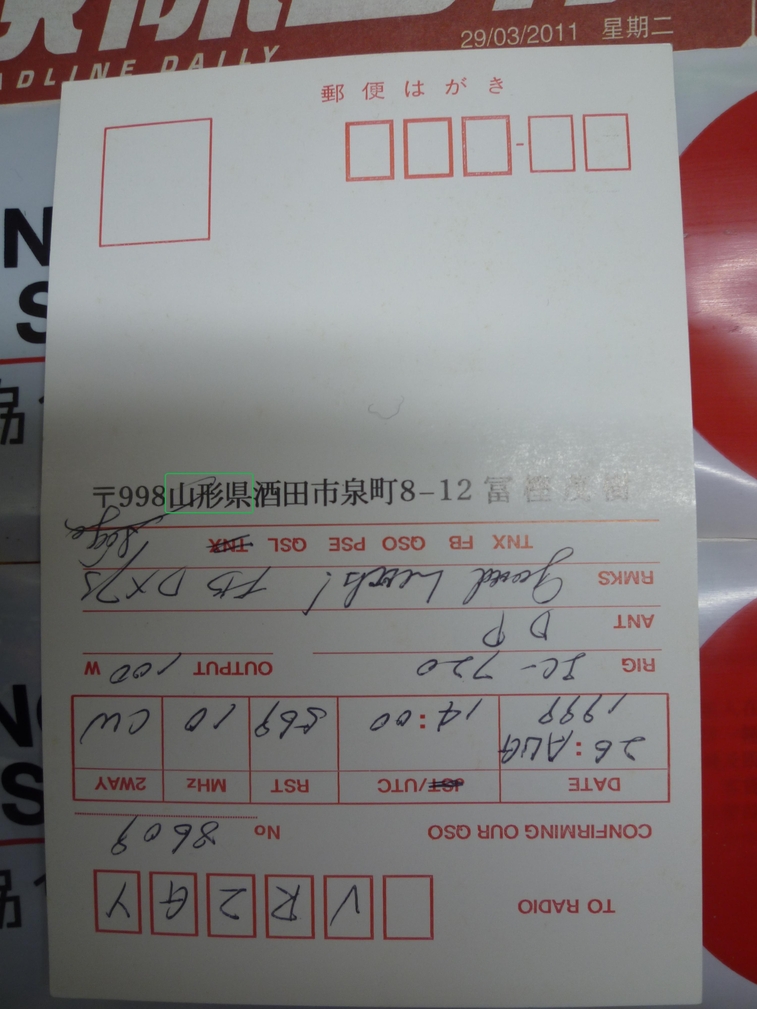 29/03/2011 星期二
ADLINE DAILY
郵便はがき
〒998山形県酒田市泉町8-12
TO RADIO VR2GY
CONFIRMING OUR QSO No 8609
DATE JST/UTC RST MHz 2WAY
26: AUG 1999 14:00 569 10 CW
RIG IC-720 OUTPUT 100 W
ANT DP
RMKS Good Luck! FB DX 73
TNX FB QSO PSE QSL TNX